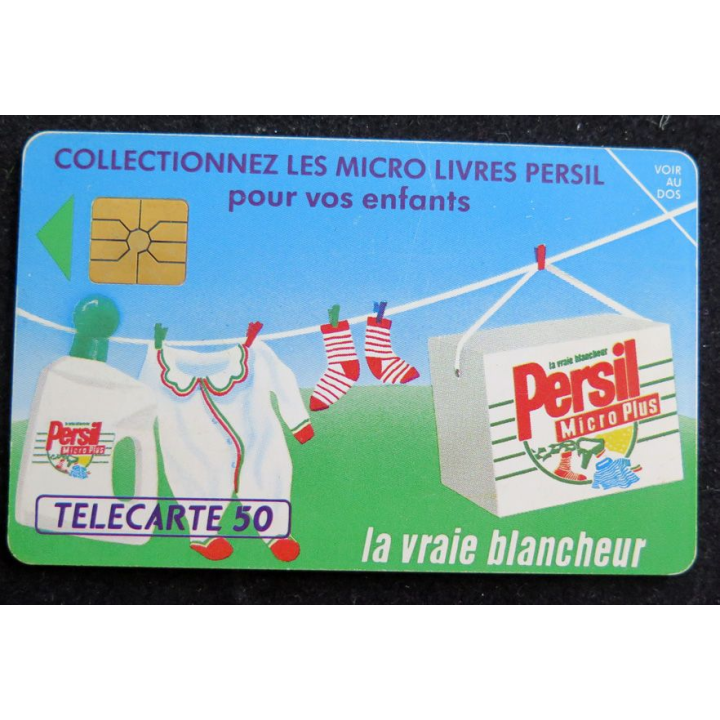 COLLECTIONNEZ LES MICRO LIVRES PERSIL
pour vos enfants
VOIR
AU
DOS
la vraie blancheur
Persil
Micro Plus
Persil
Micro Plus
TELECARTE 50
la vraie blancheur